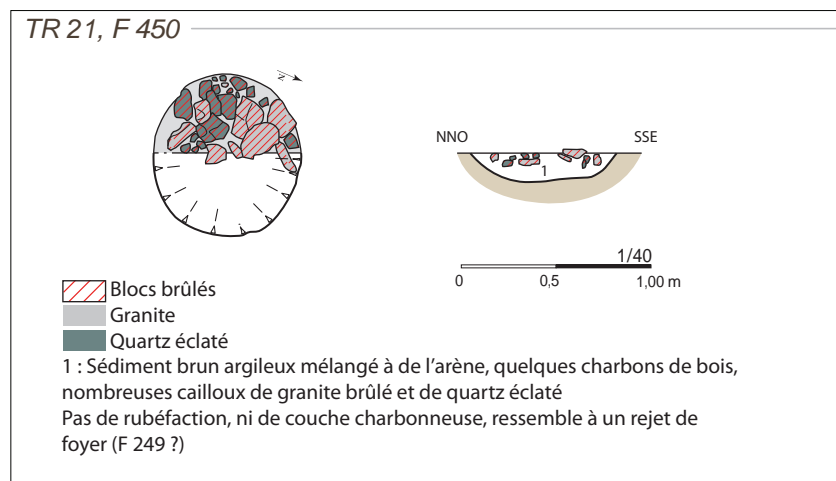 TR 21, F 450
N
NNO
SSE
1
1/40
0
0,5
1,00 m
Blocs brûlés
Granite
Quartz éclaté
1 : Sédiment brun argileux mélangé à de l’arène, quelques charbons de bois,
nombreuses cailloux de granite brûlé et de quartz éclaté
Pas de rubéfaction, ni de couche charbonneuse, ressemble à un rejet de
foyer (F 249 ?)